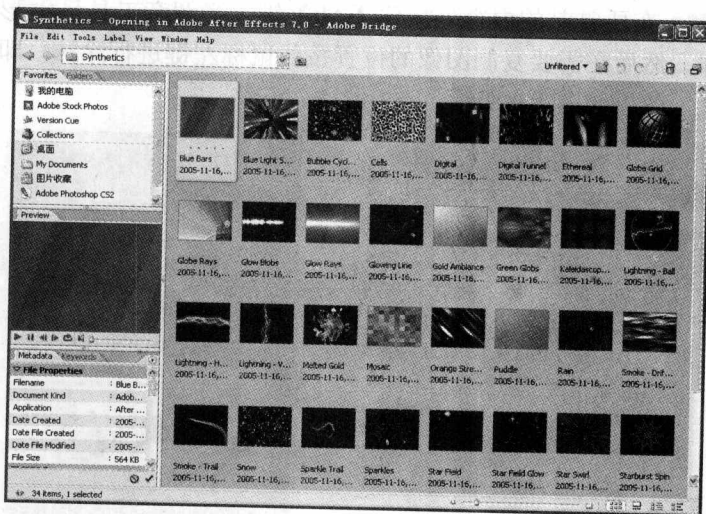 Synthetics - Opening in Adobe After Effects 7.0 - Adobe Bridge
File Edit Tools Label View Window Help
Synthetics
Unfiltered
Favorites Folders
我的电脑
Adobe Stock Photos
Version Cue
Collections
桌面
My Documents
图片收藏
Adobe Photoshop CS2
Preview
Metadata Keywords
File Properties
Filename : Blue B...
Document Kind : Adob...
Application : After ...
Date Created : 2005-...
Date File Created : 2005-...
Date File Modified : 2005-...
File Size : 564 KB
34 items, 1 selected
Blue Bars Blue Light S... Bubble Cycl... Cells Digital Digital Tunnel Ethereal Globe Grid
2005-11-16,... 2005-11-16,... 2005-11-16,... 2005-11-16,... 2005-11-16,... 2005-11-16,... 2005-11-16,... 2005-11-16,...
Globe Rays Glow Blobs Glow Rays Glowing Line Gold Ambiance Green Globs Kaleidoscop... Lightning - Ball
2005-11-16,... 2005-11-16,... 2005-11-16,... 2005-11-16,... 2005-11-16,... 2005-11-16,... 2005-11-16,... 2005-11-16,...
Lightning - H... Lightning - V... Melted Gold Mosaic Orange Stre... Puddle Rain Smoke - Drif...
2005-11-16,... 2005-11-16,... 2005-11-16,... 2005-11-16,... 2005-11-16,... 2005-11-16,... 2005-11-16,... 2005-11-16,...
Smoke - Trail Snow Sparkle Trail Sparkles Star Field Star Field Glow Star Swirl Starburst Spin
2005-11-16,... 2005-11-16,... 2005-11-16,... 2005-11-16,... 2005-11-16,... 2005-11-16,... 2005-11-16,... 2005-11-16,...